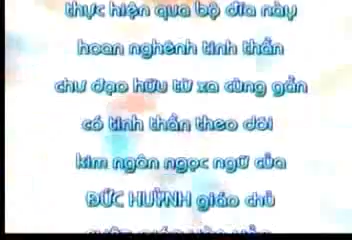 thực hiện qua bộ đĩa này
hoan nghênh tinh thần
chư đạo hữu từ xa cùng gần
có tinh thần theo dõi
kim ngôn ngọc ngữ của
ĐỨC HUỲNH giáo chủ